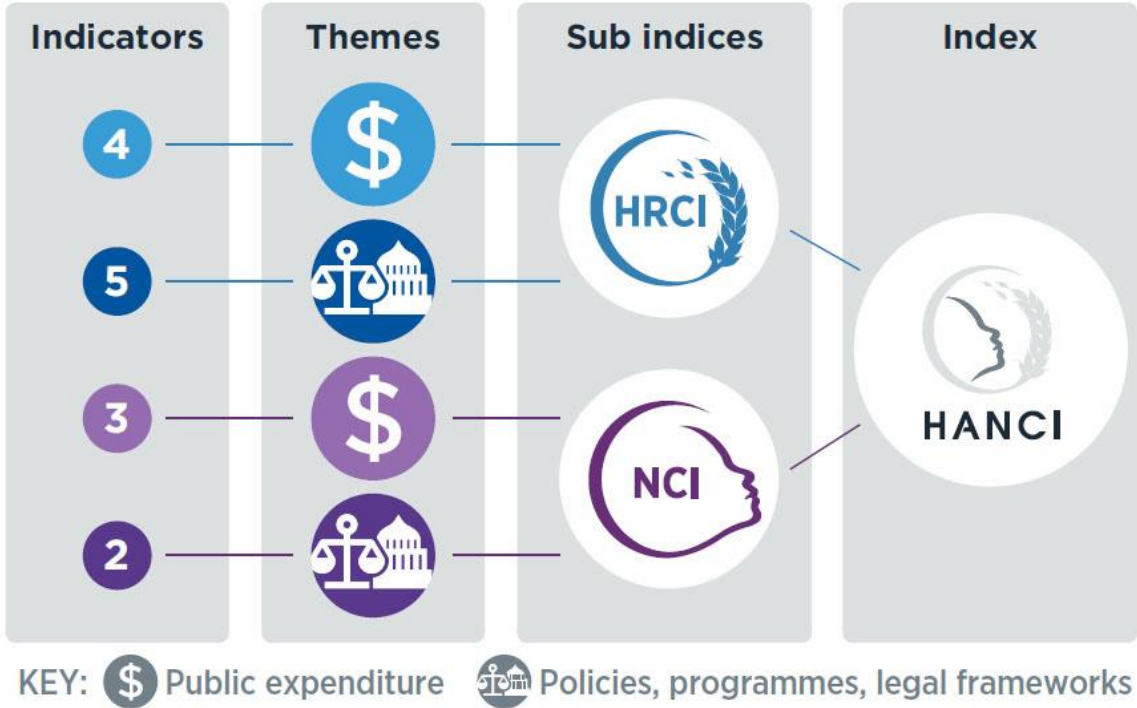 Indicators Themes Sub indices Index
4 $
HRCI
5
HANCI
3 $
NCI
2
KEY: $ Public expenditure Policies, programmes, legal frameworks